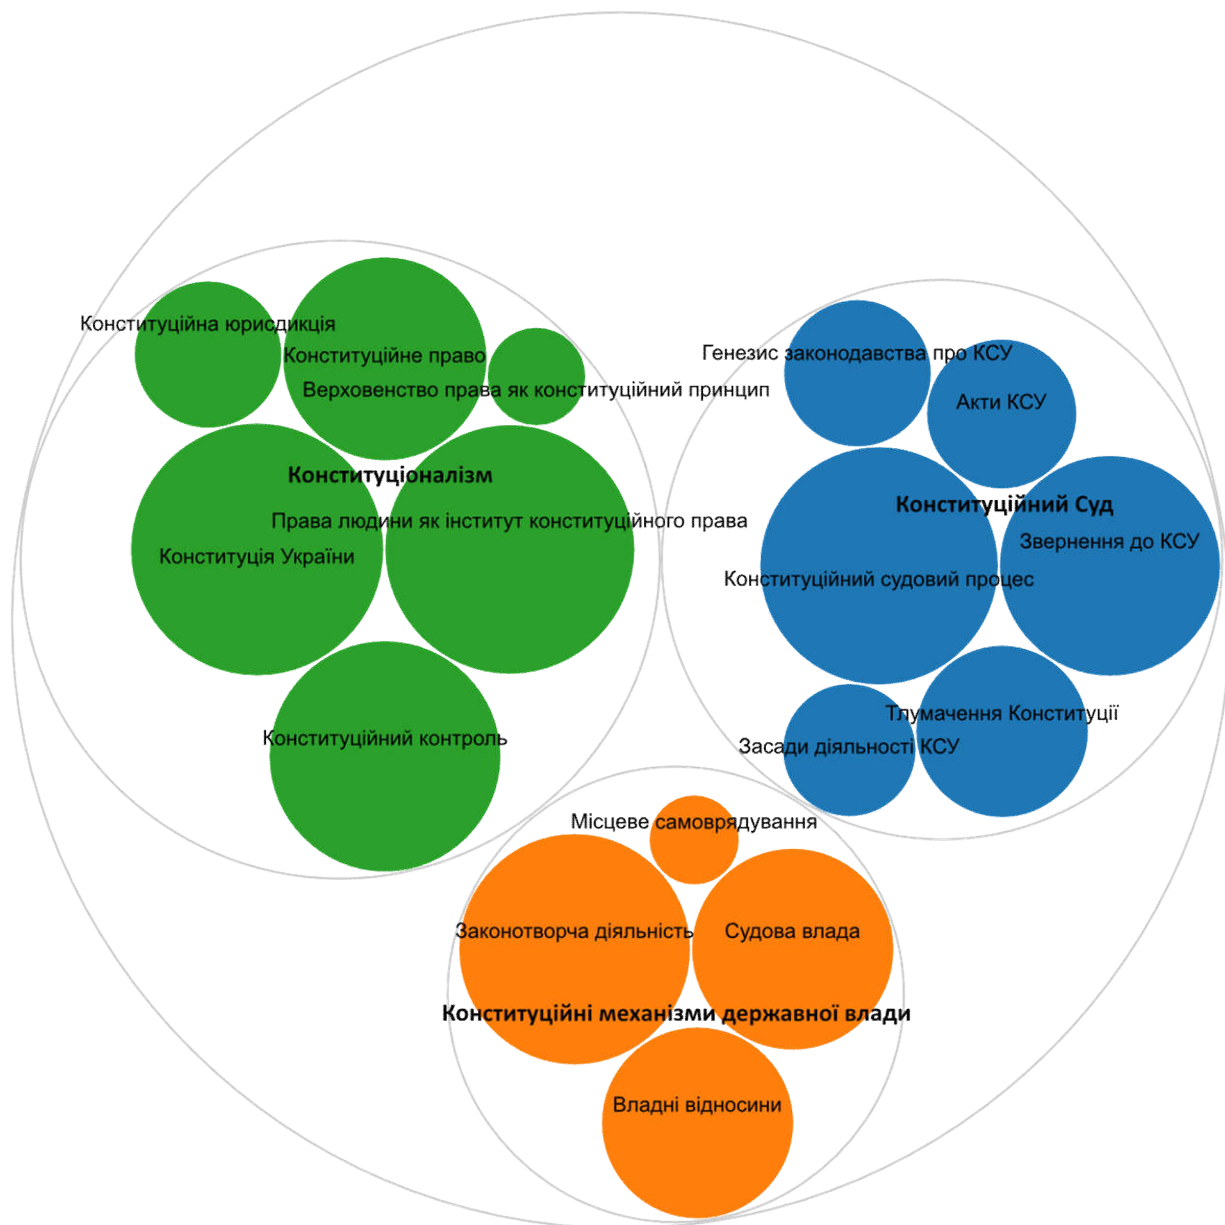 Конституційна юрисдикція
Конституційне право
Верховенство права як конституційний принцип
Конституціоналізм
Права людини як інститут конституційного права
Конституція України
Конституційний контроль
Генезис законодавства про КСУ
Акти КСУ
Конституційний Суд
Звернення до КСУ
Конституційний судовий процес
Тлумачення Конституції
Засади діяльності КСУ
Місцеве самоврядування
Законотворча діяльність
Судова влада
Конституційні механізми державної влади
Владні відносини